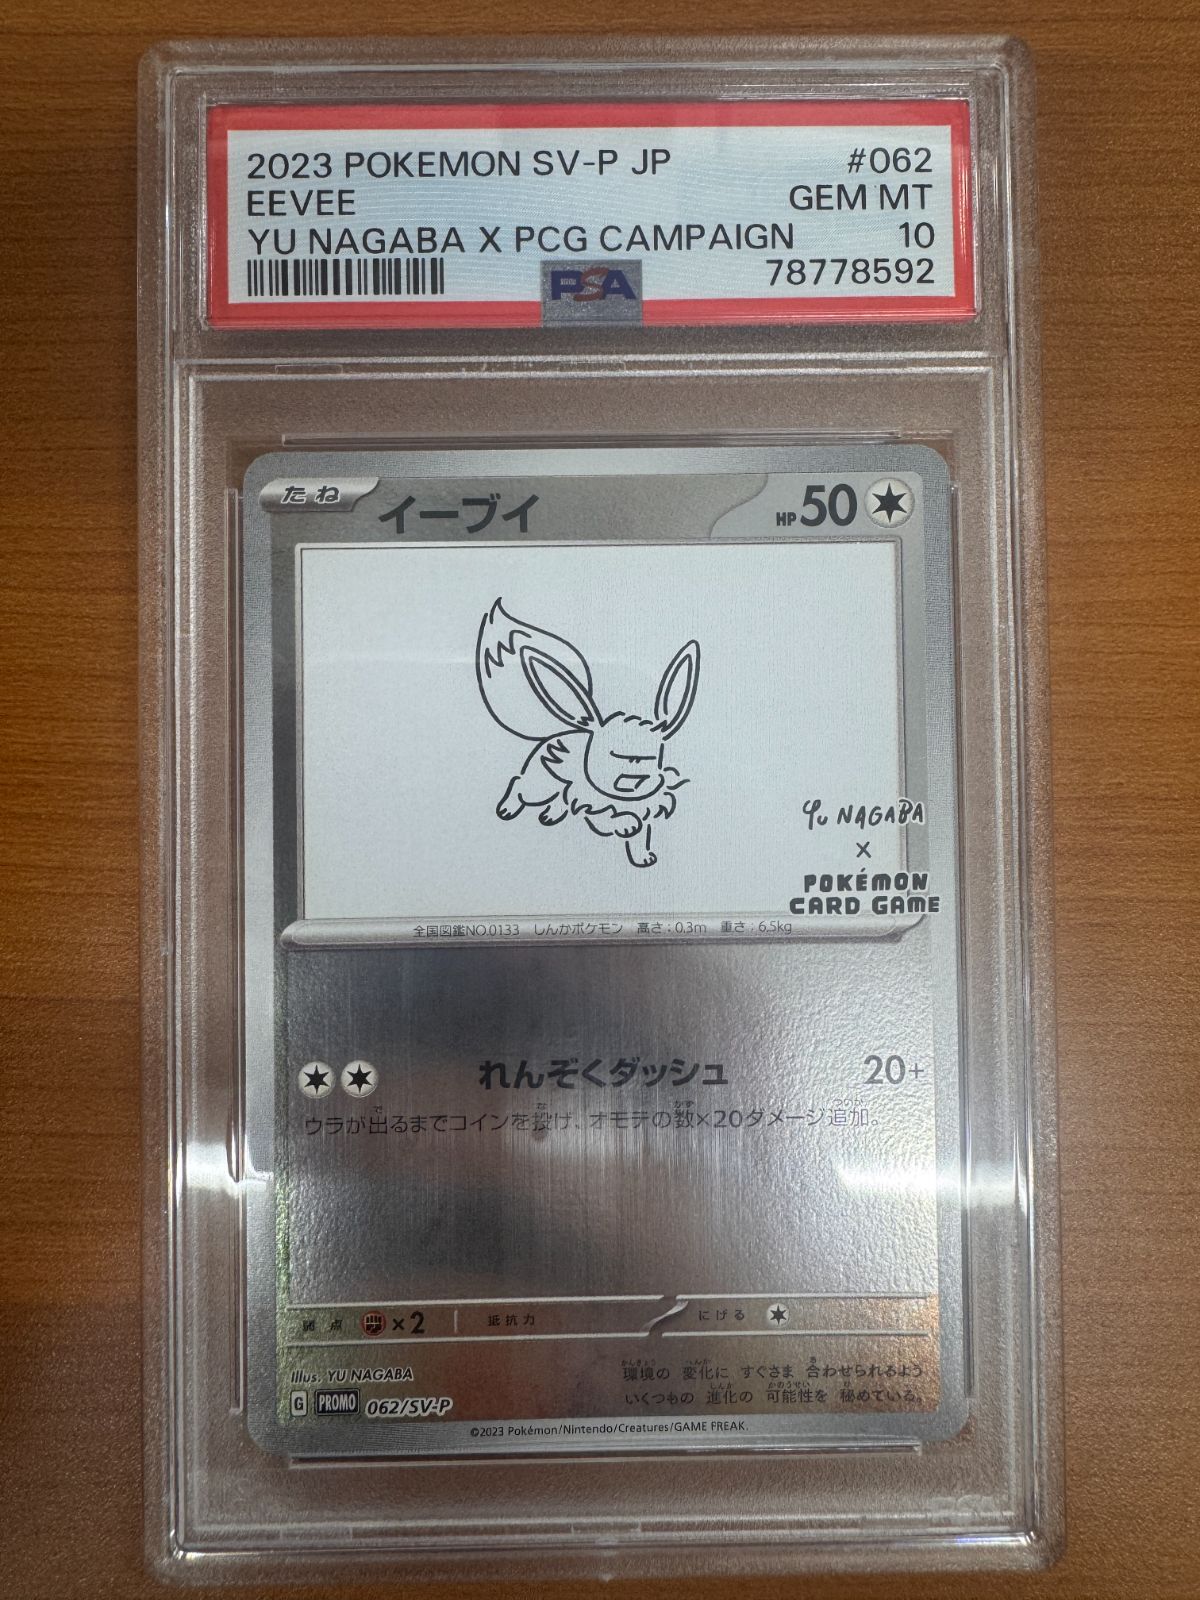 2023 POKEMON SV-P JP #062
EEVEE GEM MT
YU NAGABA X PCG CAMPAIGN 10
78778592
PSA
たね イーブイ HP 50
YU NAGABA
×
POKÉMON
CARD GAME
全国図鑑NO.0133 しんかポケモン 高さ:0.3m 重さ:6.5kg
れんぞくダッシュ 20+
ウラが出るまでコインを投げ、オモテの数×20ダメージ追加。
弱点 ×2 抵抗力 にげる
Illus. YU NAGABA
G PROMO 062/SV-P
環境の 変化に すぐさま 合わせられるよう
いくつもの 進化の 可能性を 秘めている。
©2023 Pokémon/Nintendo/Creatures/GAME FREAK.